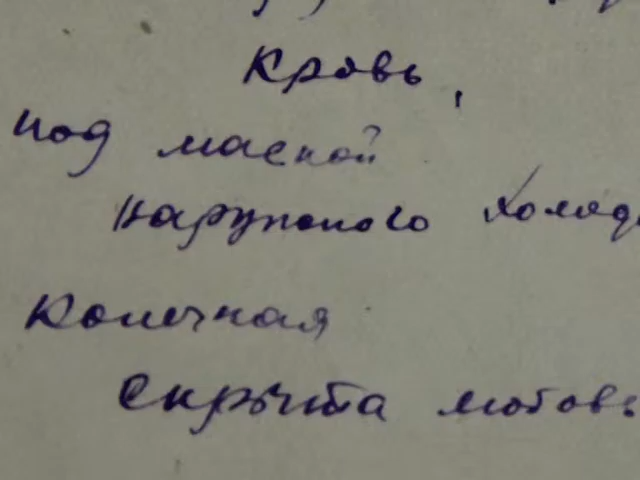 Кровь,
под маской
наружного холода
Конечная
Скрыта любовь